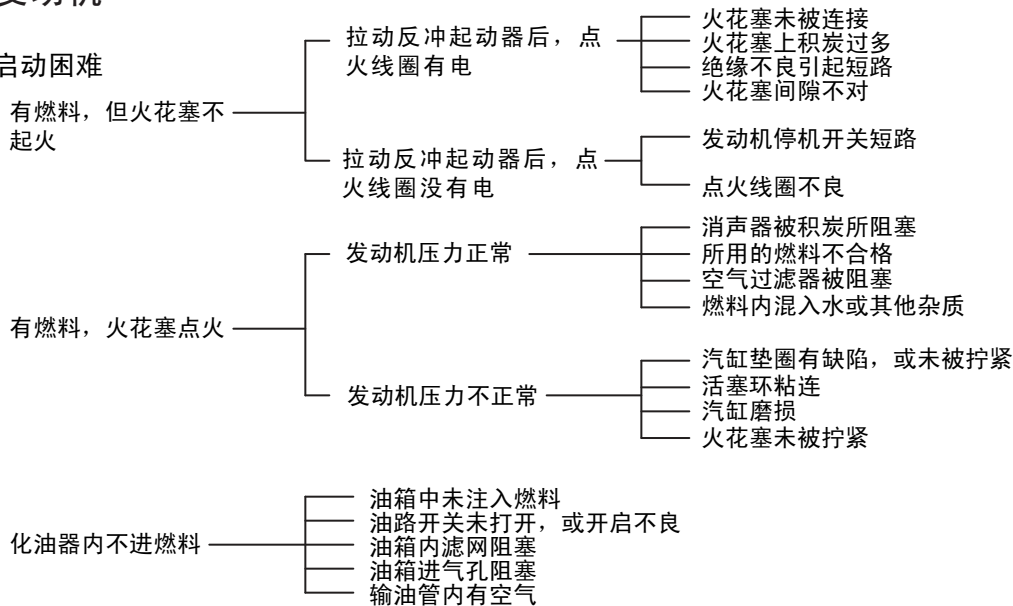 启动困难
有燃料，但火花塞不
起火
拉动反冲起动器后，点
火线圈有电
火花塞未被连接
火花塞上积炭过多
绝缘不良引起短路
火花塞间隙不对
拉动反冲起动器后，点
火线圈没有电
发动机停机开关短路
点火线圈不良
有燃料，火花塞点火
发动机压力正常
消声器被积炭所阻塞
所用的燃料不合格
空气过滤器被阻塞
燃料内混入水或其他杂质
发动机压力不正常
汽缸垫圈有缺陷，或未被拧紧
活塞环粘连
汽缸磨损
火花塞未被拧紧
化油器内不进燃料
油箱中未注入燃料
油路开关未打开，或开启不良
油箱内滤网阻塞
油箱进气孔阻塞
输油管内有空气